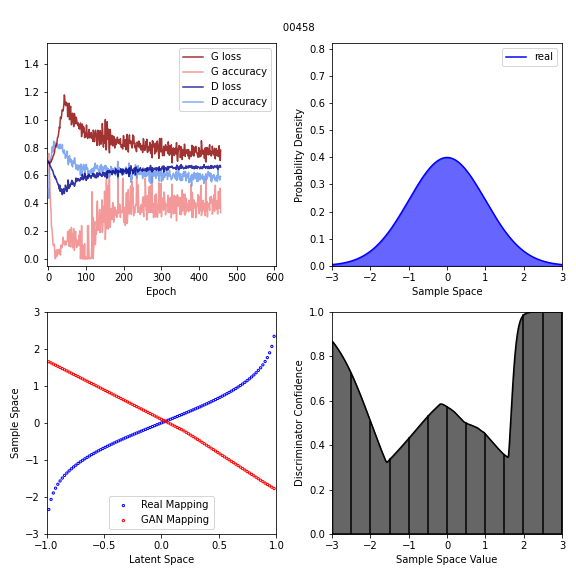 00458
G loss
G accuracy
D loss
D accuracy
1.4
1.2
1.0
0.8
0.6
0.4
0.2
0.0
0 100 200 300 400 500 600
Epoch
real
Probability Density
0.8
0.7
0.6
0.5
0.4
0.3
0.2
0.1
0.0
−3 −2 −1 0 1 2 3
Sample Space
Sample Space
3
2
1
0
−1
−2
−3
Real Mapping
GAN Mapping
−1.0 −0.5 0.0 0.5 1.0
Latent Space
Discriminator Confidence
1.0
0.8
0.6
0.4
0.2
0.0
−3 −2 −1 0 1 2 3
Sample Space Value